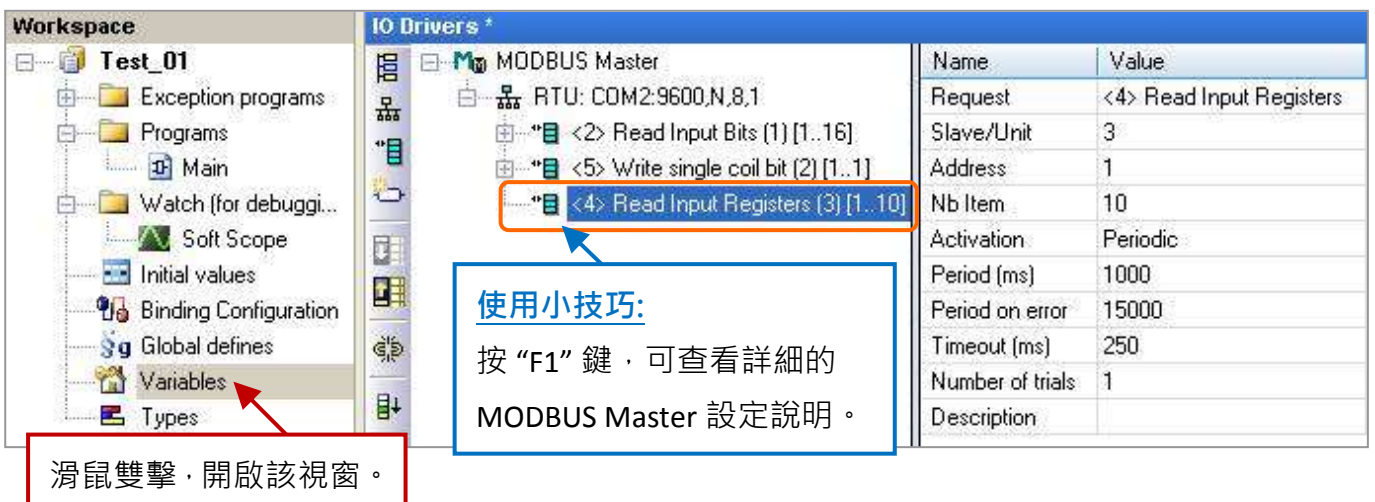 Workspace
Test_01
Exception programs
Programs
Main
Watch (for debuggi...
Soft Scope
Initial values
Binding Configuration
Global defines
Variables
Types
滑鼠雙擊，開啟該視窗。
IO Drivers *
MODBUS Master
RTU: COM2:9600,N,8,1
<2> Read Input Bits (1) [1..16]
<5> Write single coil bit (2) [1..1]
<4> Read Input Registers (3) [1..10]
使用小技巧:
按 “F1” 鍵，可查看詳細的
MODBUS Master 設定說明。
Name Value
Request <4> Read Input Registers
Slave/Unit 3
Address 1
Nb Item 10
Activation Periodic
Period (ms) 1000
Period on error 15000
Timeout (ms) 250
Number of trials 1
Description